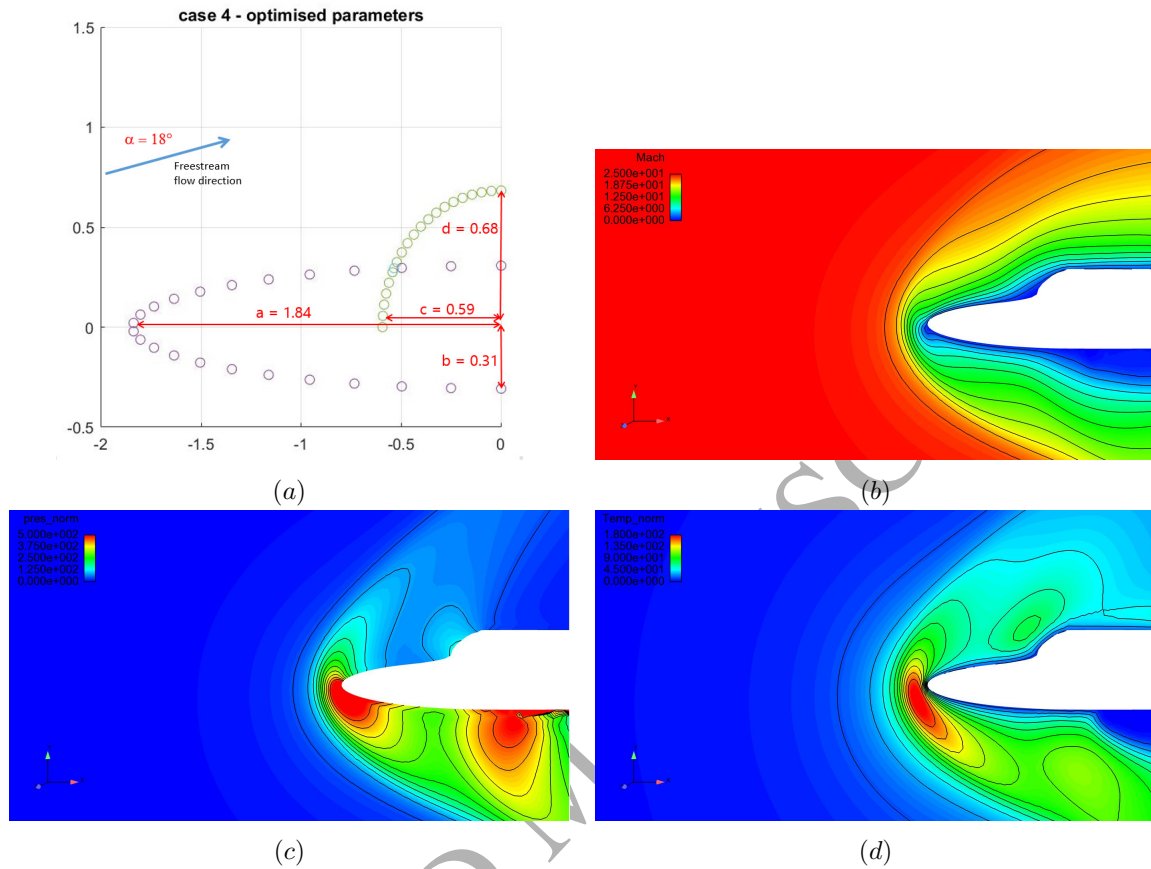 case 4 - optimised parameters
1.5
1
0.5
0
-0.5
-2
-1.5
-1
-0.5
0
α = 18°
Freestream
flow direction
d = 0.68
c = 0.59
a = 1.84
b = 0.31
(a)
Mach
2.500e+001
1.875e+001
1.250e+001
6.250e+000
0.000e+000
(b)
pres_norm
5.000e+002
3.750e+002
2.500e+002
1.250e+002
0.000e+000
(c)
Temp_norm
1.800e+002
1.350e+002
9.000e+001
4.500e+001
0.000e+000
(d)